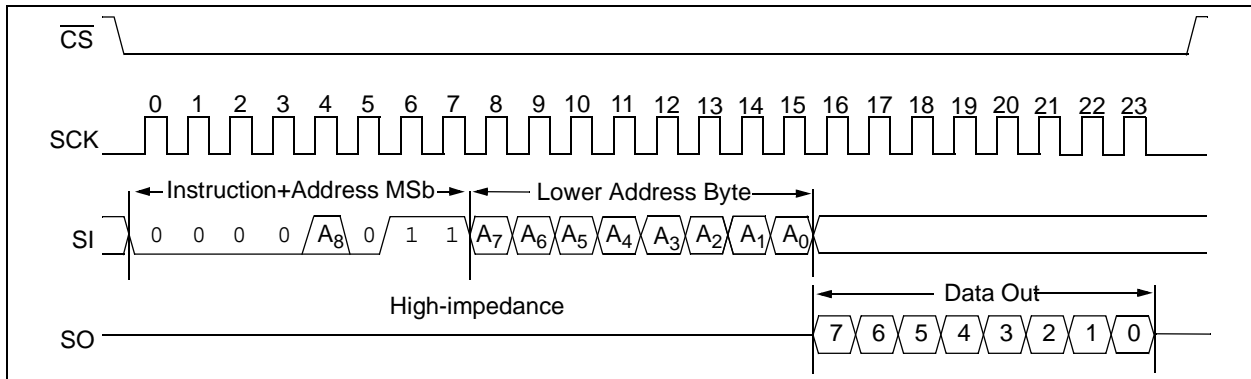 CS
0 1 2 3 4 5 6 7 8 9 10 11 12 13 14 15 16 17 18 19 20 21 22 23
SCK
Instruction+Address MSb Lower Address Byte
SI 0 0 0 0 A8 0 1 1 A7 A6 A5 A4 A3 A2 A1 A0
High-impedance Data Out
SO 7 6 5 4 3 2 1 0